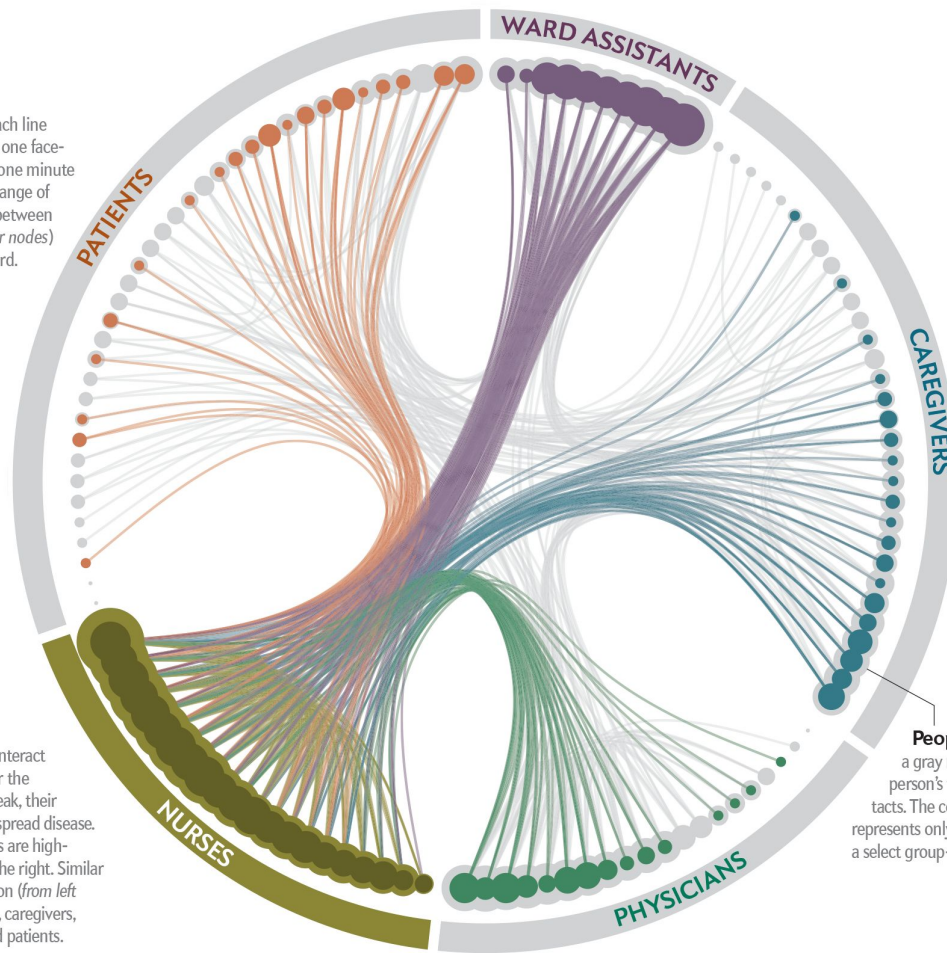 WARD ASSISTANTS
ach line
one face-
one minute
ange of
between
r nodes)
rd.
PATIENTS
CAREGIVERS
Peop
a gray
person's
tacts. The c
represents only
a select group-
nteract
r the
eak, their
spread disease.
s are high-
he right. Similar
on (from left
, caregivers,
d patients.
NURSES
PHYSICIANS